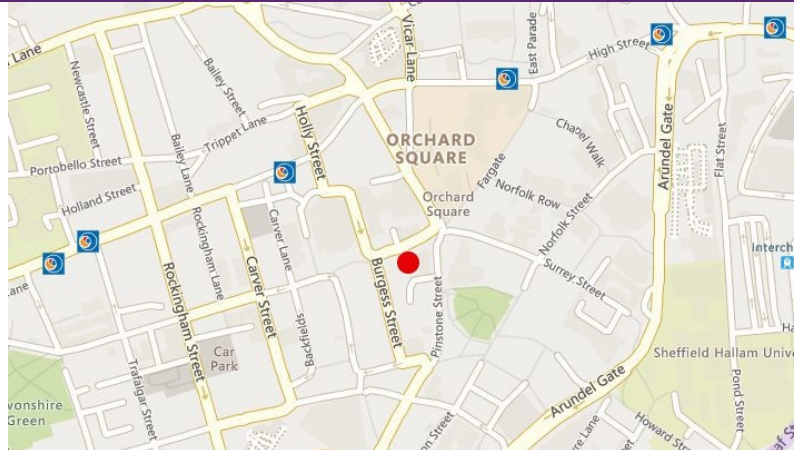 Lane
Vicar Lane
East Parade
High Street
Newcastle Street
Bailey Street
Holly Street
Trippet Lane
ORCHARD
SQUARE
Chapel Walk
Arundel Gate
Flat Street
Portobello Street
Bailey Lane
Fargate
Norfolk Row
Orchard
Square
Holland Street
Norfolk Street
Rockingham Lane
Carver Lane
Carver Street
Surrey Street
Interch
Rockingham Street
Burgess Street
Pinstone Street
Backfields
Car
Park
Trafalgar Street
Sheffield Hallam Unive
vonshire
Green
Arundel Gate
Pond Street
Howard Street